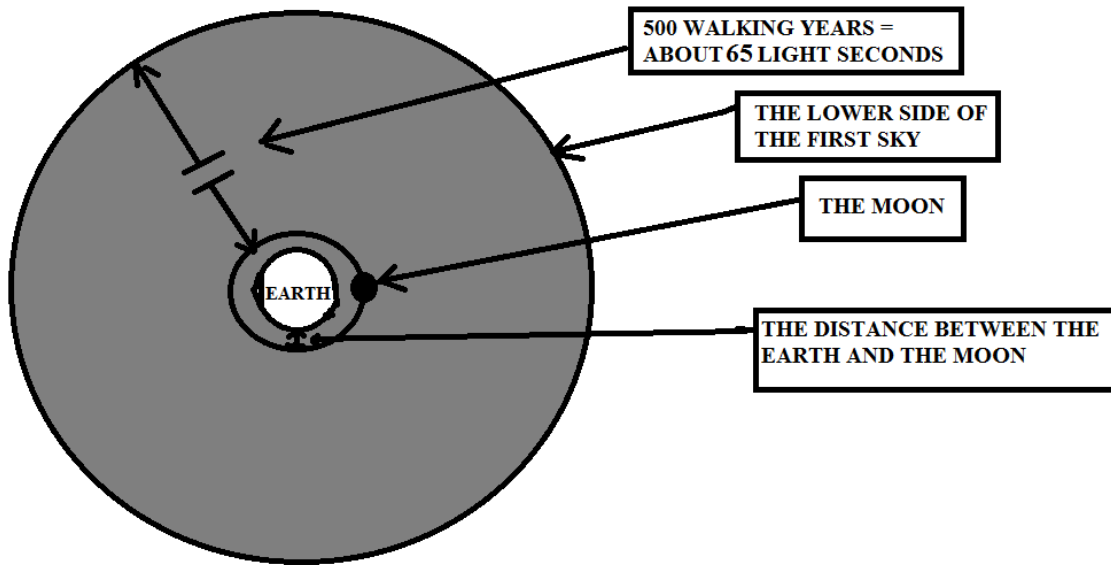 500 WALKING YEARS =
ABOUT 65 LIGHT SECONDS
THE LOWER SIDE OF
THE FIRST SKY
THE MOON
EARTH
THE DISTANCE BETWEEN THE
EARTH AND THE MOON